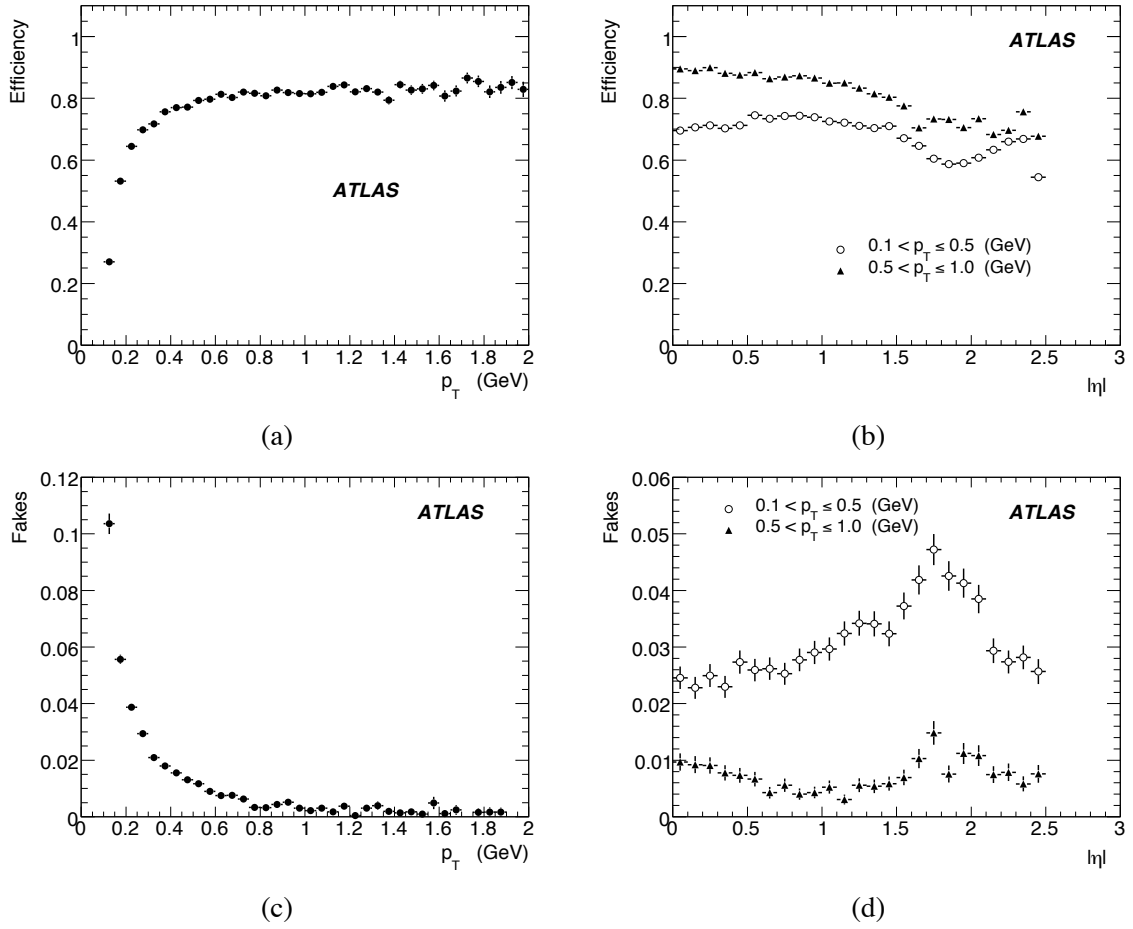 Efficiency
1
0.8
0.6
0.4
0.2
0
ATLAS
0 0.2 0.4 0.6 0.8 1 1.2 1.4 1.6 1.8 2
p_T (GeV)
(a)
Efficiency
1
0.8
0.6
0.4
0.2
0
ATLAS
0.1 < p_T ≤ 0.5 (GeV)
0.5 < p_T ≤ 1.0 (GeV)
0 0.5 1 1.5 2 2.5 3
|η|
(b)
Fakes
0.12
0.1
0.08
0.06
0.04
0.02
0
ATLAS
0 0.2 0.4 0.6 0.8 1 1.2 1.4 1.6 1.8 2
p_T (GeV)
(c)
Fakes
0.06
0.05
0.04
0.03
0.02
0.01
0
0.1 < p_T ≤ 0.5 (GeV)
0.5 < p_T ≤ 1.0 (GeV)
ATLAS
0 0.5 1 1.5 2 2.5 3
|η|
(d)